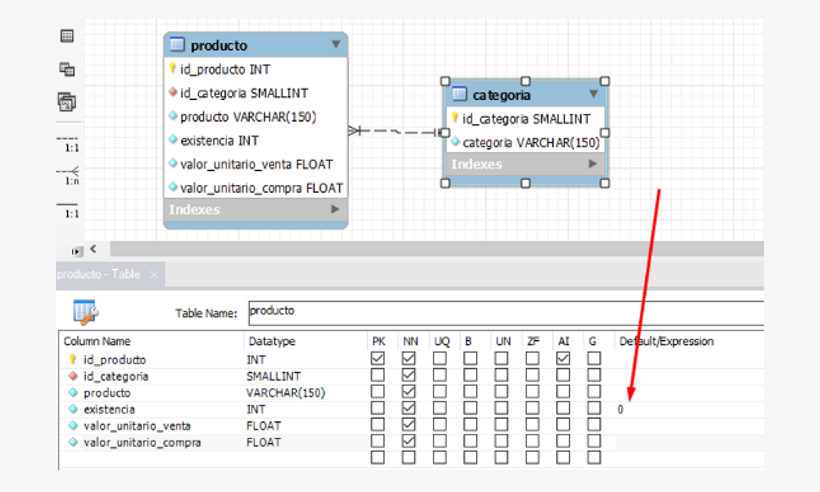 producto
id_producto INT
id_categoria SMALLINT
producto VARCHAR(150)
existencia INT
valor_unitario_venta FLOAT
valor_unitario_compra FLOAT
Indexes
categoria
id_categoria SMALLINT
categoria VARCHAR(150)
Indexes
1:1
1:n
1:1
producto - Table
Table Name: producto
Column Name Datatype PK NN UQ B UN ZF AI G Default/Expression
id_producto INT
id_categoria SMALLINT
producto VARCHAR(150)
existencia INT 0
valor_unitario_venta FLOAT
valor_unitario_compra FLOAT